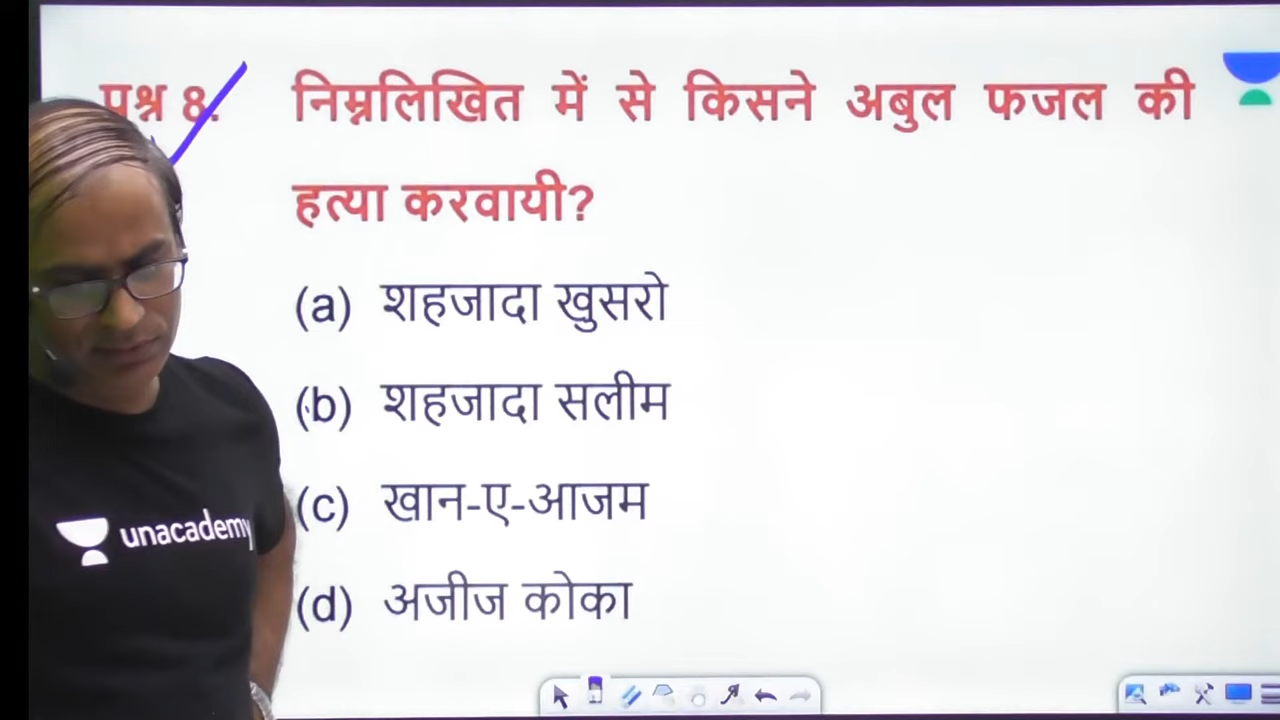 प्रश्न 8. निम्नलिखित में से किसने अबुल फजल की
हत्या करवायी?
(a) शहजादा खुसरो
(b) शहजादा सलीम
(c) खान-ए-आजम
(d) अजीज कोका
unacademy